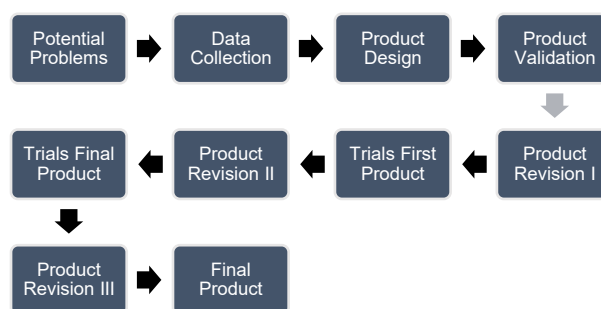 Potential
Problems
Data
Collection
Product
Design
Product
Validation
Product
Revision I
Trials First
Product
Product
Revision II
Trials Final
Product
Product
Revision III
Final
Product